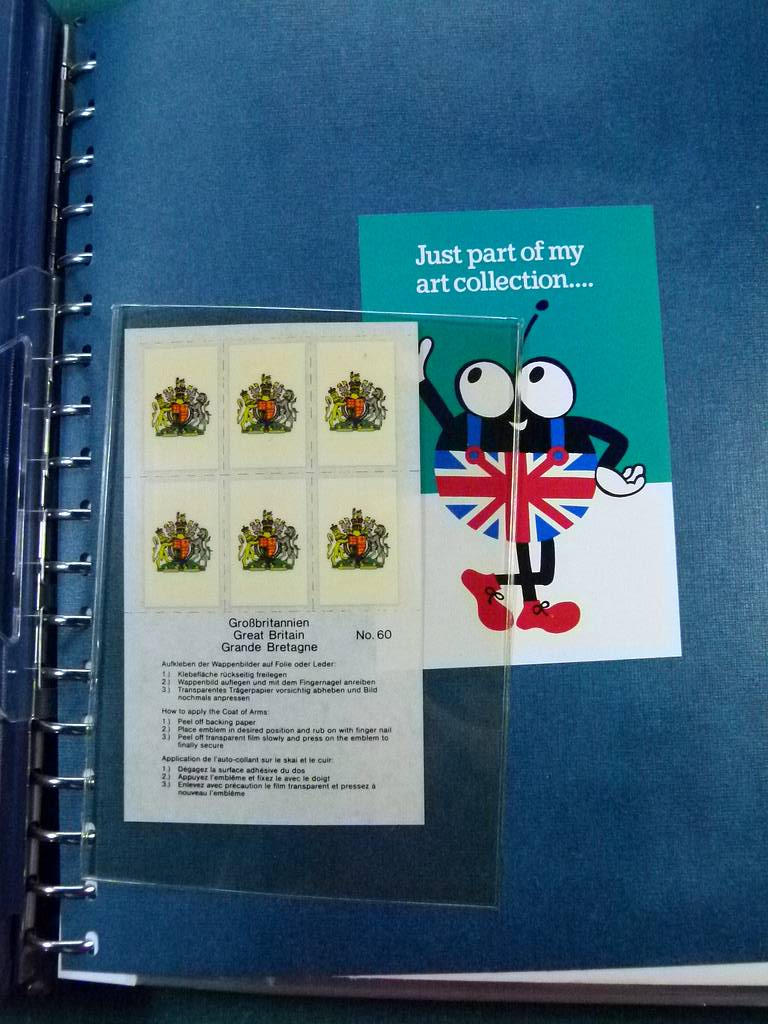 Just part of my
art collection....
Großbritannien
Great Britain
Grande Bretagne
No. 60
Aufkleben der Wappenbilder auf Folie oder Leder:
1.) Klebefläche rückseitig freilegen
2.) Wappenbild auflegen und mit dem Fingernagel anreiben
3.) Transparentes Trägerpapier vorsichtig abheben und Bild
nochmals anpressen
How to apply the Coat of Arms:
1.) Peel off backing paper
2.) Place emblem in desired position and rub on with finger nail
3.) Peel off transparent film slowly and press on the emblem to
finally secure
Application de l'auto-collant sur le skai et le cuir:
1.) Dégagez la surface adhésive du dos
2.) Appuyez l'emblème et fixez le avec le doigt
3.) Enlevez avec précaution le film transparent et pressez à
nouveau l'emblème